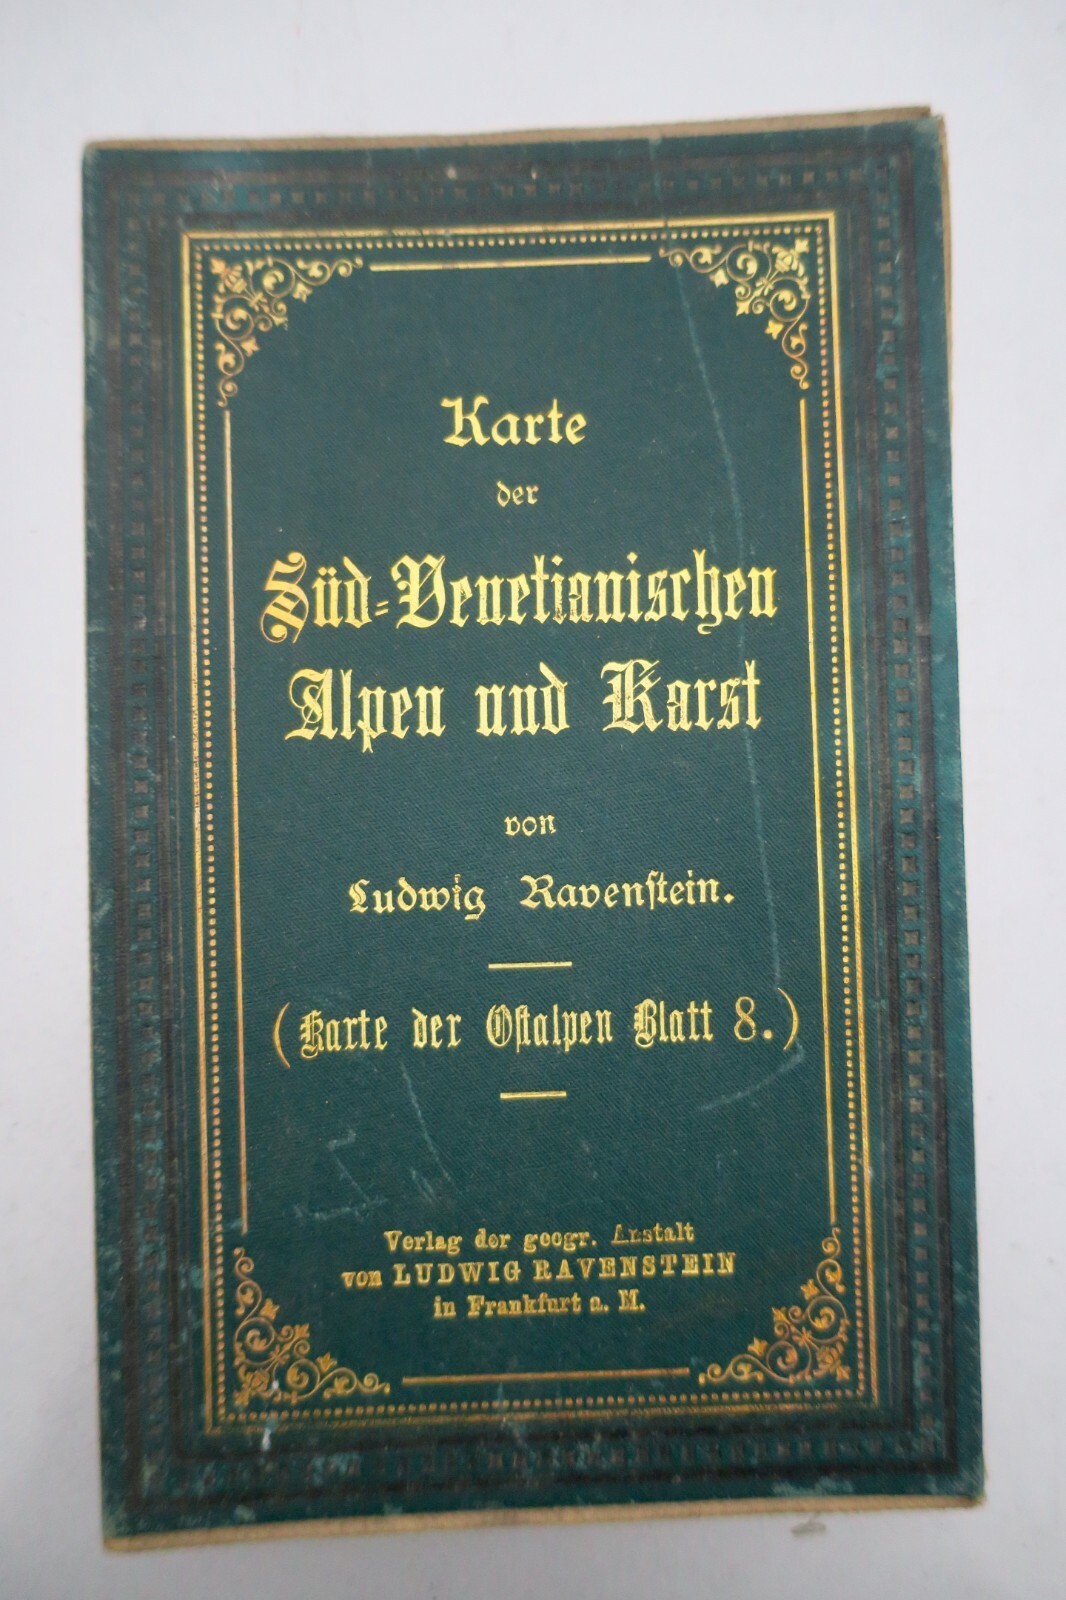 Karte
der
Süd-Venetianischen
Alpen und Karst
von
Ludwig Ravenstein.
(Karte der Ostalpen Blatt 8.)
Verlag der geogr. Anstalt
von LUDWIG RAVENSTEIN
in Frankfurt a. M.